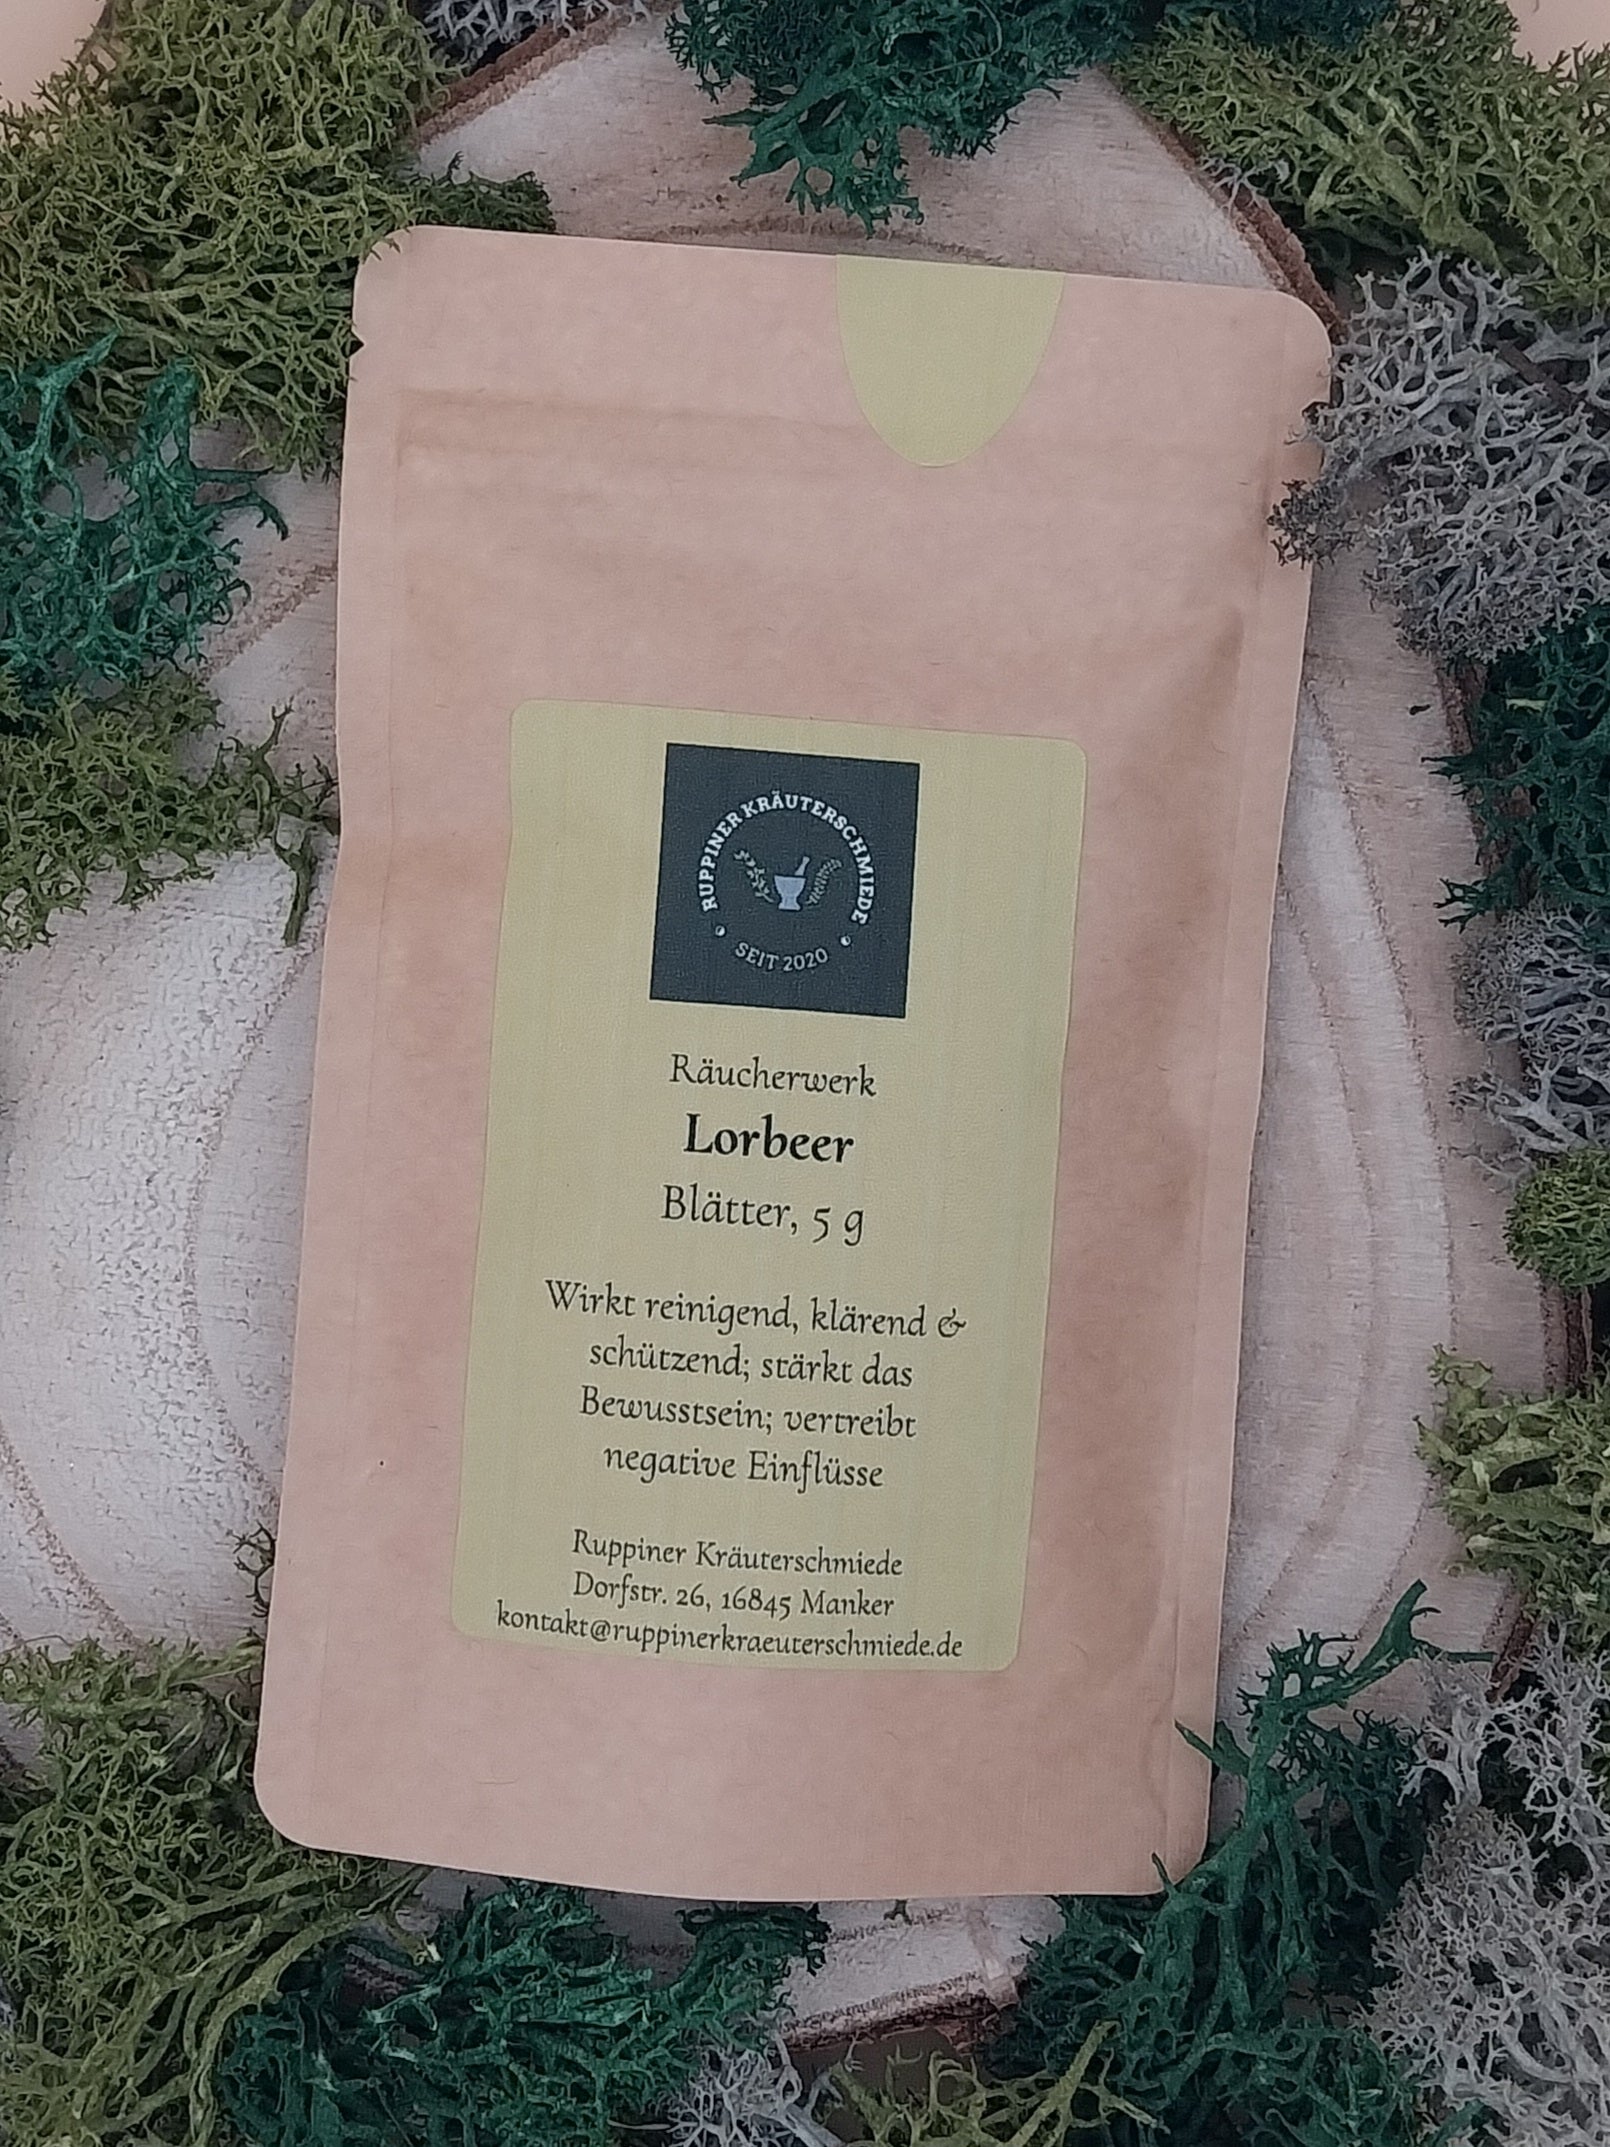 RUPPINER KRÄUTERSCHMIEDE
SEIT 2020
Räucherwerk
Lorbeer
Blätter, 5 g
Wirkt reinigend, klärend &
schützend; stärkt das
Bewusstsein; vertreibt
negative Einflüsse
Ruppiner Kräuterschmiede
Dorfstr. 26, 16845 Manker
kontakt@ruppinerkraeuterschmiede.de